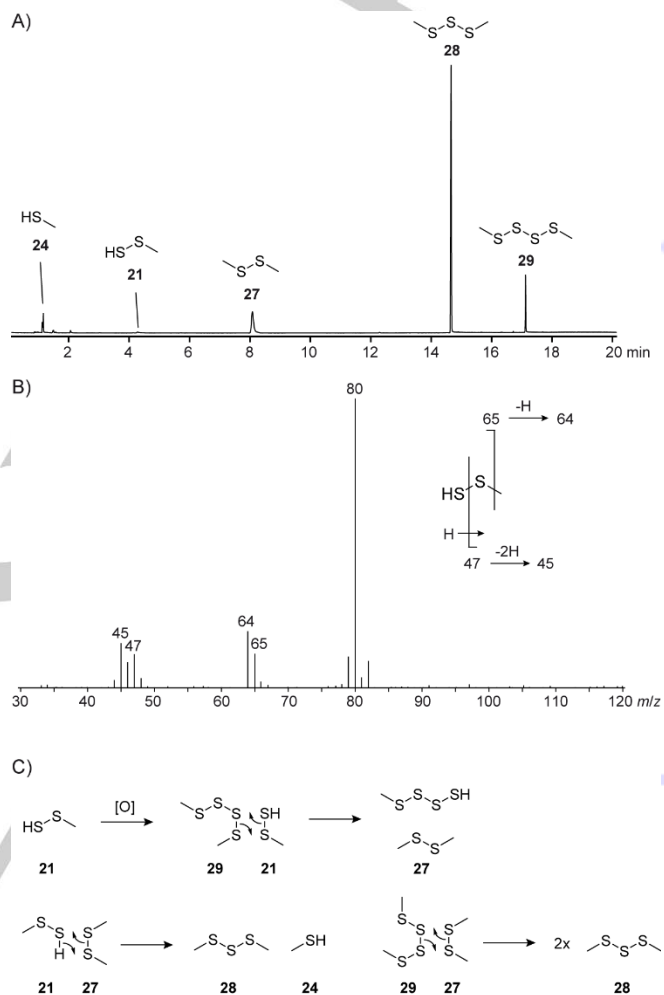 A)
S S S
28
HS
24
HS S
21
S S
27
S S S S
29
2 4 6 8 10 12 14 16 18 20 min
B)
80
65 -H 64
HS S
H
47 -2H 45
64
45
47
65
30 40 50 60 70 80 90 100 110 120 m/z
C)
HS S
[O]
S S S S SH S
S S S SH
S S
21 29 21 27
S S H S S
S S S SH
S S S S S S
2x S S S
21 27 28 24 29 27 28